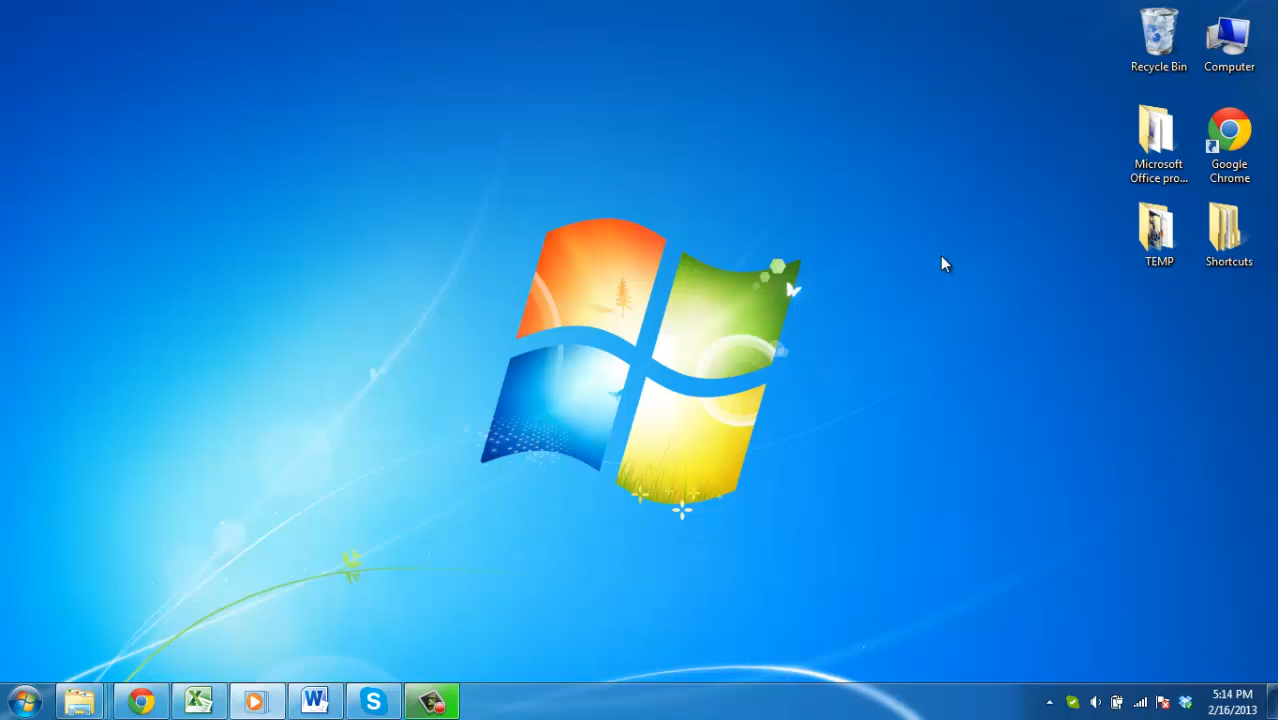 Recycle Bin
Computer
Microsoft
Office pro...
Google
Chrome
TEMP
Shortcuts
5:14 PM
2/16/2013